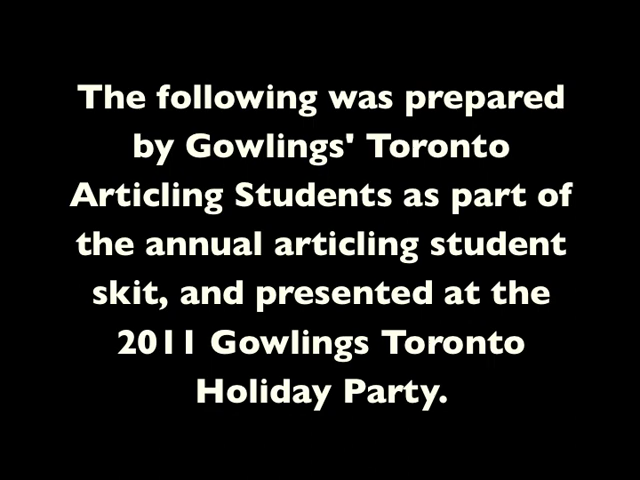 The following was prepared
by Gowlings' Toronto
Articling Students as part of
the annual articling student
skit, and presented at the
2011 Gowlings Toronto
Holiday Party.